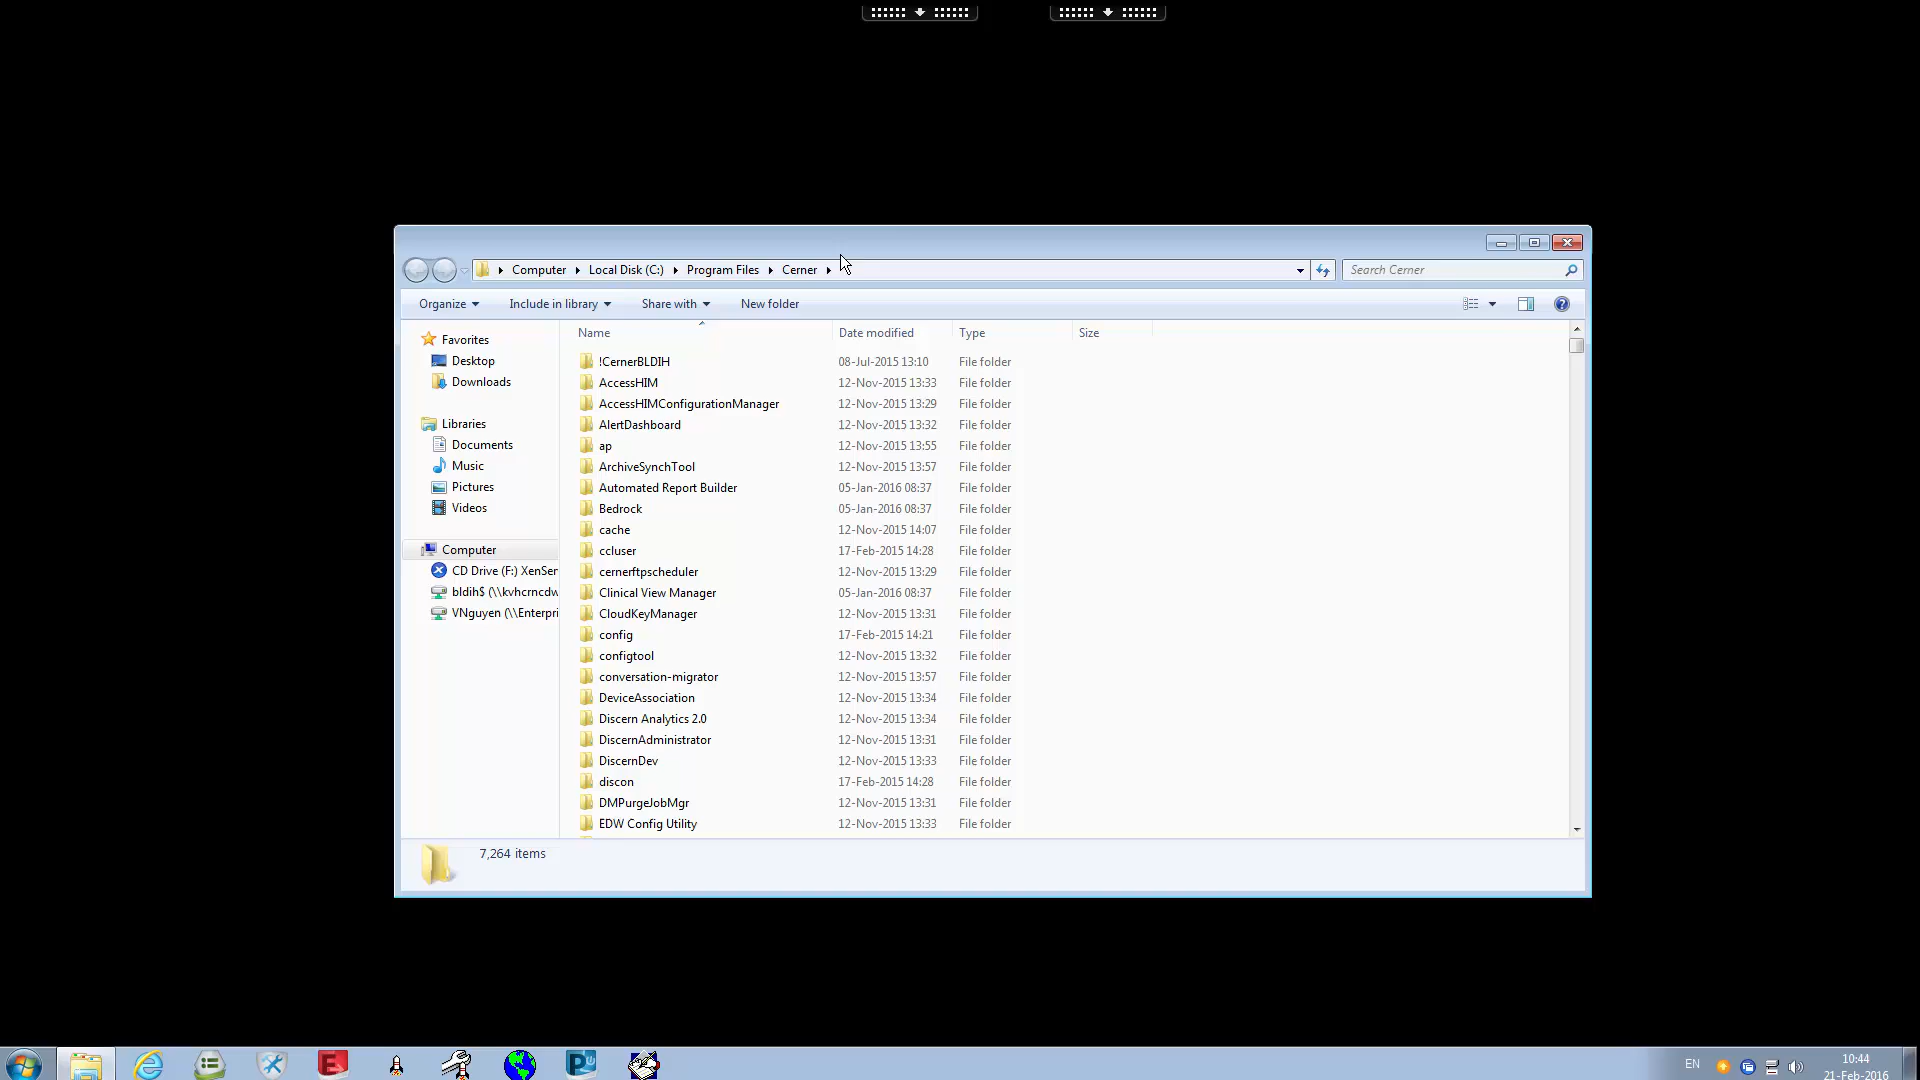 Computer Local Disk (C:) Program Files Cerner Search Cerner
Organize Include in library Share with New folder
Name Date modified Type Size
Favorites
Desktop
Downloads
Libraries
Documents
Music
Pictures
Videos
Computer
CD Drive (F:) XenSer
bldih$ (\\kvhcrncdw
VNguyen (\\Enterpri
!CernerBLDIH 08-Jul-2015 13:10 File folder
AccessHIM 12-Nov-2015 13:33 File folder
AccessHIMConfigurationManager 12-Nov-2015 13:29 File folder
AlertDashboard 12-Nov-2015 13:32 File folder
ap 12-Nov-2015 13:55 File folder
ArchiveSynchTool 12-Nov-2015 13:57 File folder
Automated Report Builder 05-Jan-2016 08:37 File folder
Bedrock 05-Jan-2016 08:37 File folder
cache 12-Nov-2015 14:07 File folder
ccluser 17-Feb-2015 14:28 File folder
cernerftpscheduler 12-Nov-2015 13:29 File folder
Clinical View Manager 05-Jan-2016 08:37 File folder
CloudKeyManager 12-Nov-2015 13:31 File folder
config 17-Feb-2015 14:21 File folder
configtool 12-Nov-2015 13:32 File folder
conversation-migrator 12-Nov-2015 13:57 File folder
DeviceAssociation 12-Nov-2015 13:34 File folder
Discern Analytics 2.0 12-Nov-2015 13:34 File folder
DiscernAdministrator 12-Nov-2015 13:31 File folder
DiscernDev 12-Nov-2015 13:33 File folder
discon 17-Feb-2015 14:28 File folder
DMPurgeJobMgr 12-Nov-2015 13:31 File folder
EDW Config Utility 12-Nov-2015 13:33 File folder
7,264 items
EN
10:44
21-Feb-2016